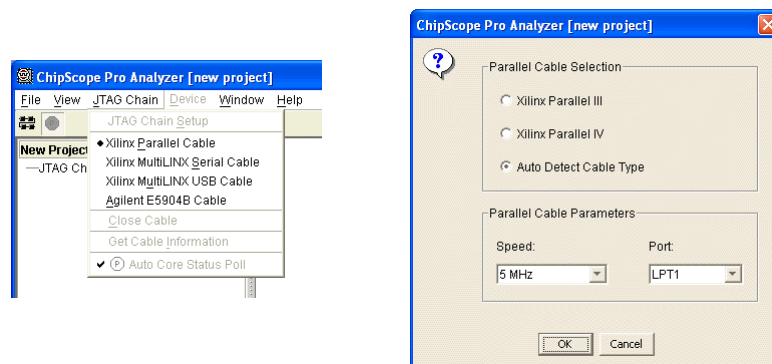 ChipScope Pro Analyzer [new project]
File View JTAG Chain Device Window Help
JTAG Chain Setup
Xilinx Parallel Cable
Xilinx MultiLINX Serial Cable
Xilinx MultiLINX USB Cable
Agilent E5904B Cable
Close Cable
Get Cable Information
P Auto Core Status Poll
New Project
JTAG Ch
ChipScope Pro Analyzer [new project]
Parallel Cable Selection
Xilinx Parallel III
Xilinx Parallel IV
Auto Detect Cable Type
Parallel Cable Parameters
Speed: Port:
5 MHz LPT1
OK Cancel